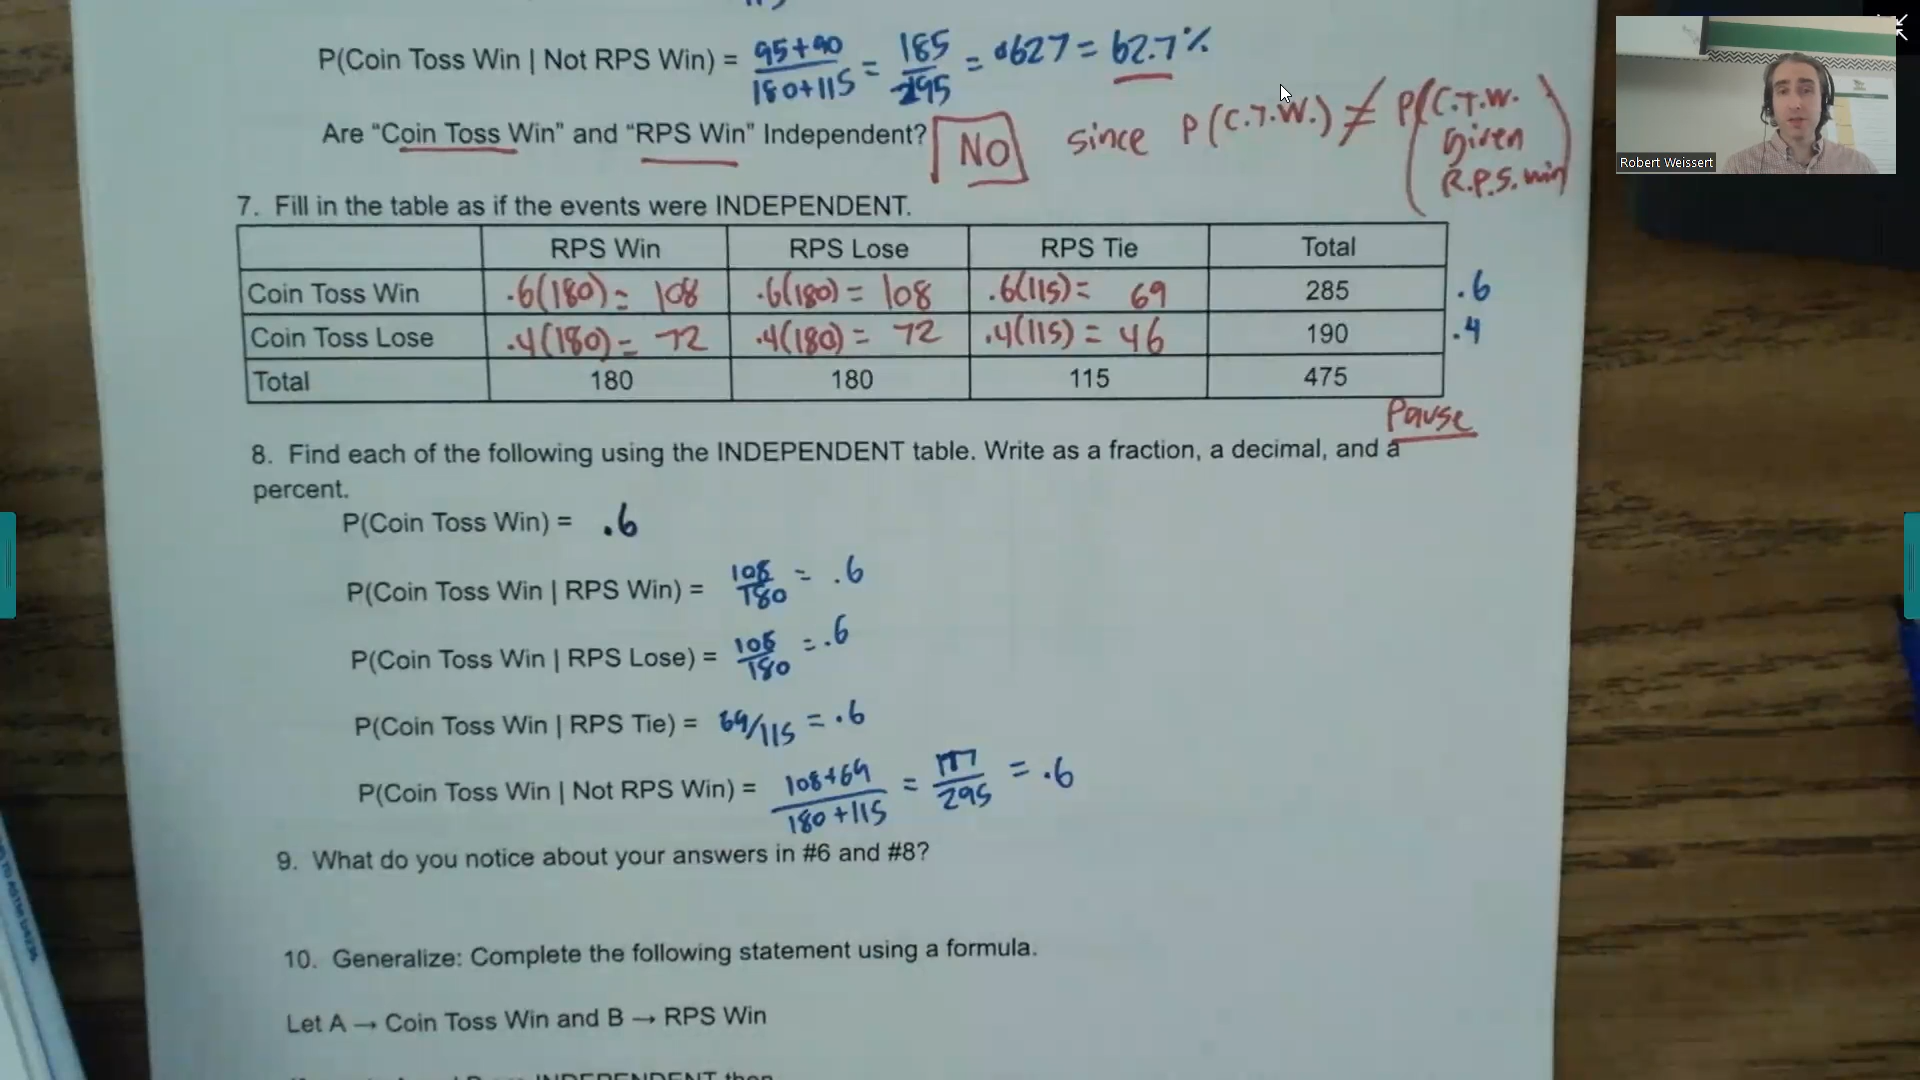 P(Coin Toss Win | Not RPS Win) = 95+90/180+115 = 185/295 = .627 = 62.7%
Are “Coin Toss Win” and “RPS Win” Independent? NO since P(C.T.W.) ≠ P(C.T.W. given R.P.S. win)
Robert Weissert
7. Fill in the table as if the events were INDEPENDENT.
RPS Win RPS Lose RPS Tie Total
Coin Toss Win .6(180) = 108 .6(180) = 108 .6(115) = 69 285 .6
Coin Toss Lose .4(180) = 72 .4(180) = 72 .4(115) = 46 190 .4
Total 180 180 115 475
Pause
8. Find each of the following using the INDEPENDENT table. Write as a fraction, a decimal, and a
percent.
P(Coin Toss Win) = .6
P(Coin Toss Win | RPS Win) = 108/180 = .6
P(Coin Toss Win | RPS Lose) = 108/180 = .6
P(Coin Toss Win | RPS Tie) = 69/115 = .6
P(Coin Toss Win | Not RPS Win) = 108+69/180+115 = 177/295 = .6
9. What do you notice about your answers in #6 and #8?
10. Generalize: Complete the following statement using a formula.
Let A → Coin Toss Win and B → RPS Win